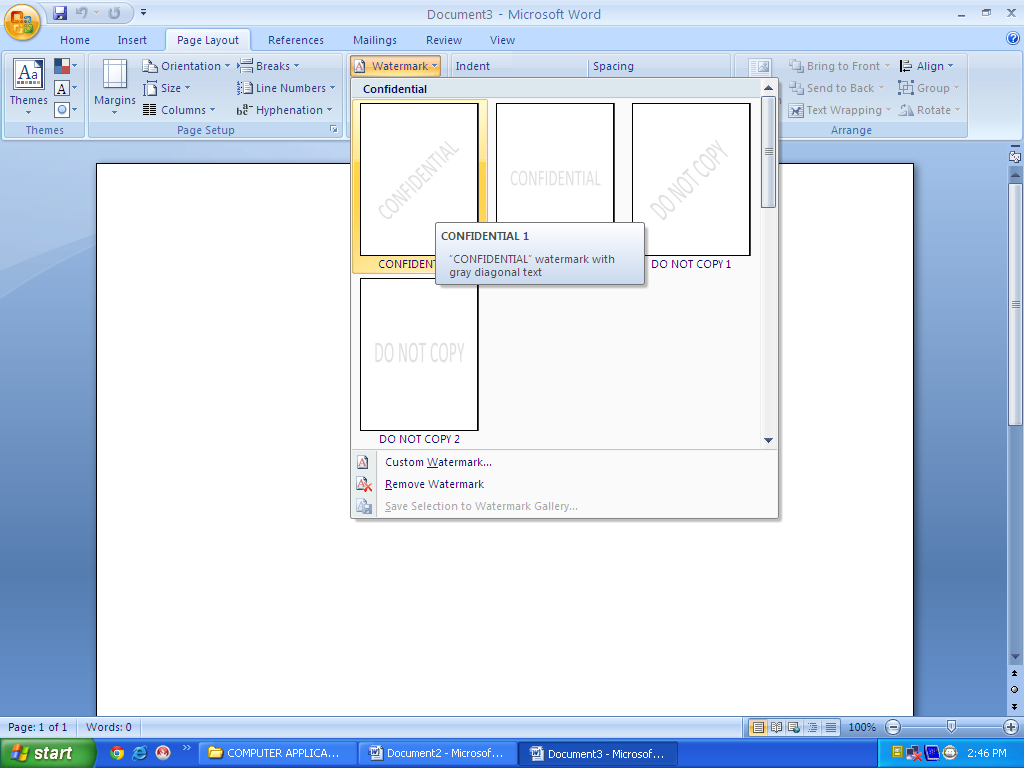 Document3 - Microsoft Word
Home Insert Page Layout References Mailings Review View
Themes
Margins
Orientation
Size
Columns
Breaks
Line Numbers
Hyphenation
Watermark
Indent
Spacing
Bring to Front
Send to Back
Text Wrapping
Align
Group
Rotate
Themes
Page Setup
Arrange
Confidential
CONFIDENTIAL
CONFIDENTIAL
DO NOT COPY
CONFIDENT
DO NOT COPY 1
CONFIDENTIAL 1
"CONFIDENTIAL" watermark with
gray diagonal text
DO NOT COPY
DO NOT COPY 2
Custom Watermark...
Remove Watermark
Save Selection to Watermark Gallery...
Page: 1 of 1 Words: 0 100%
start COMPUTER APPLICA... Document2 - Microsof... Document3 - Microsof... 2:46 PM